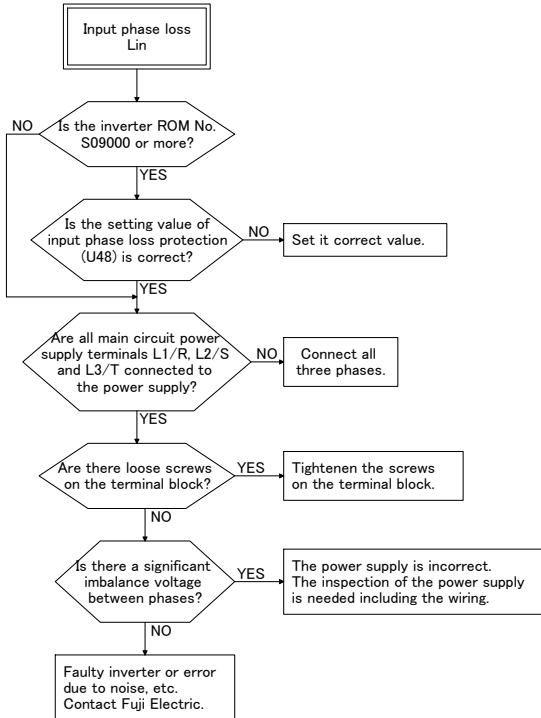 Input phase loss
Lin
NO
Is the inverter ROM No.
S09000 or more?
YES
Is the setting value of
input phase loss protection
(U48) is correct?
NO
Set it correct value.
YES
Are all main circuit power
supply terminals L1/R, L2/S
and L3/T connected to
the power supply?
NO
Connect all
three phases.
YES
Are there loose screws
on the terminal block?
YES
Tightenen the screws
on the terminal block.
NO
Is there a significant
imbalance voltage
between phases?
YES
The power supply is incorrect.
The inspection of the power supply
is needed including the wiring.
NO
Faulty inverter or error
due to noise, etc.
Contact Fuji Electric.